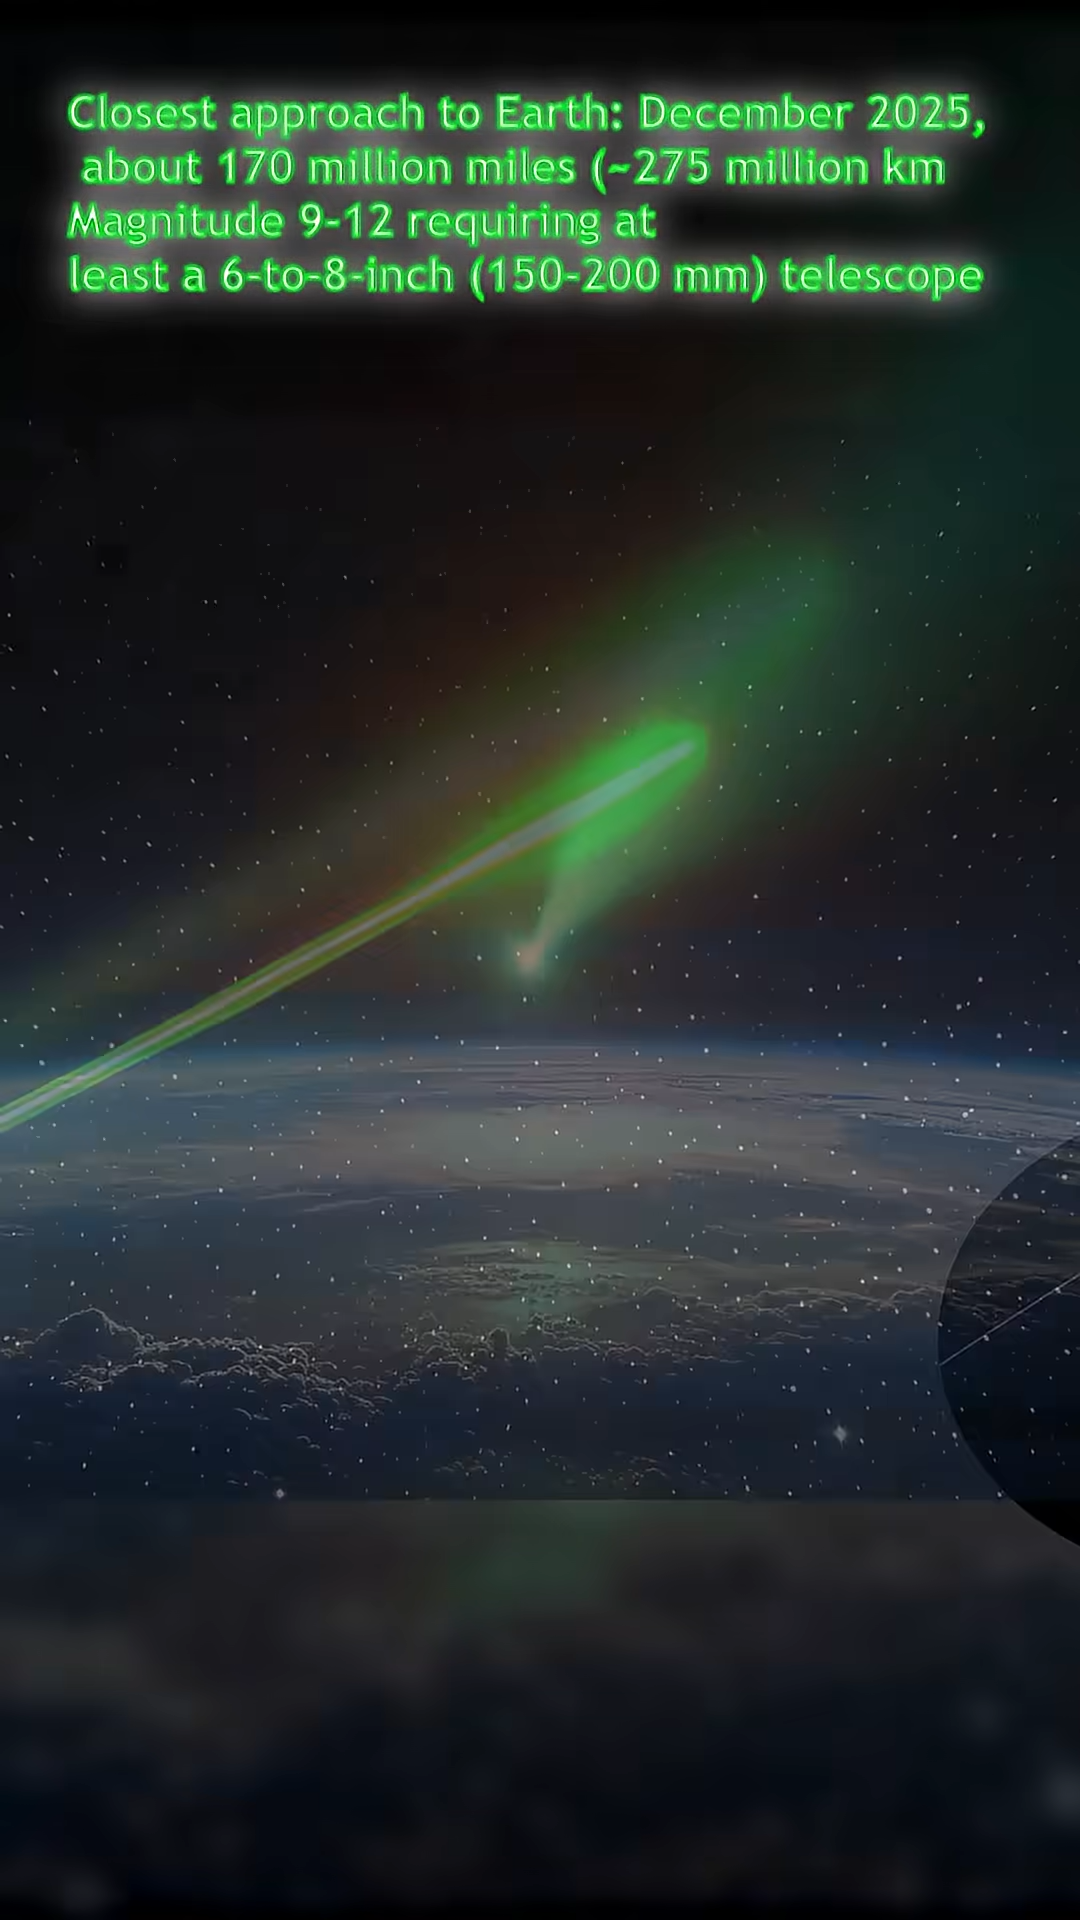 Closest approach to Earth: December 2025,
about 170 million miles (~275 million km
Magnitude 9-12 requiring at
least a 6-to-8-inch (150-200 mm) telescope